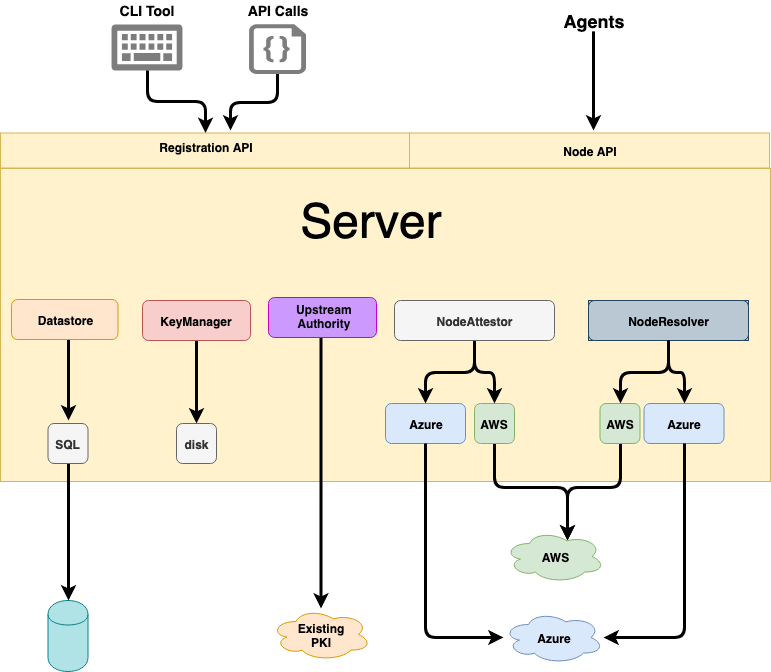 CLI Tool
API Calls
Agents
{}
Registration API
Node API
Server
Datastore
KeyManager
Upstream
Authority
NodeAttestor
NodeResolver
SQL
disk
Azure
AWS
AWS
Azure
AWS
Existing
PKI
Azure